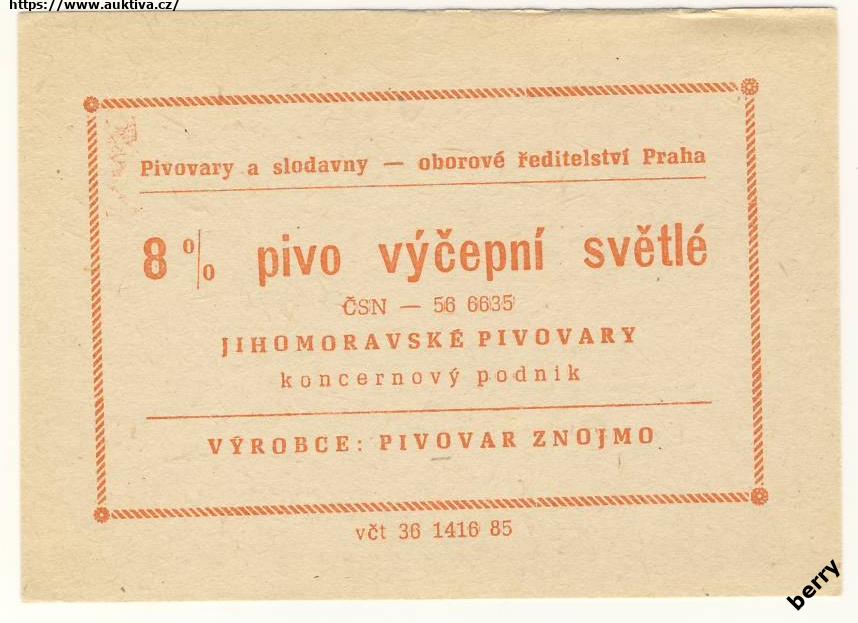 https://www.auktiva.cz/
Pivovary a slodavny — oborové ředitelství Praha
8% pivo výčepní světlé
ČSN — 56 6635
JIHOMORAVSKÉ PIVOVARY
koncernový podnik
VÝROBCE: PIVOVAR ZNOJMO
včt 36 1416 85
berry